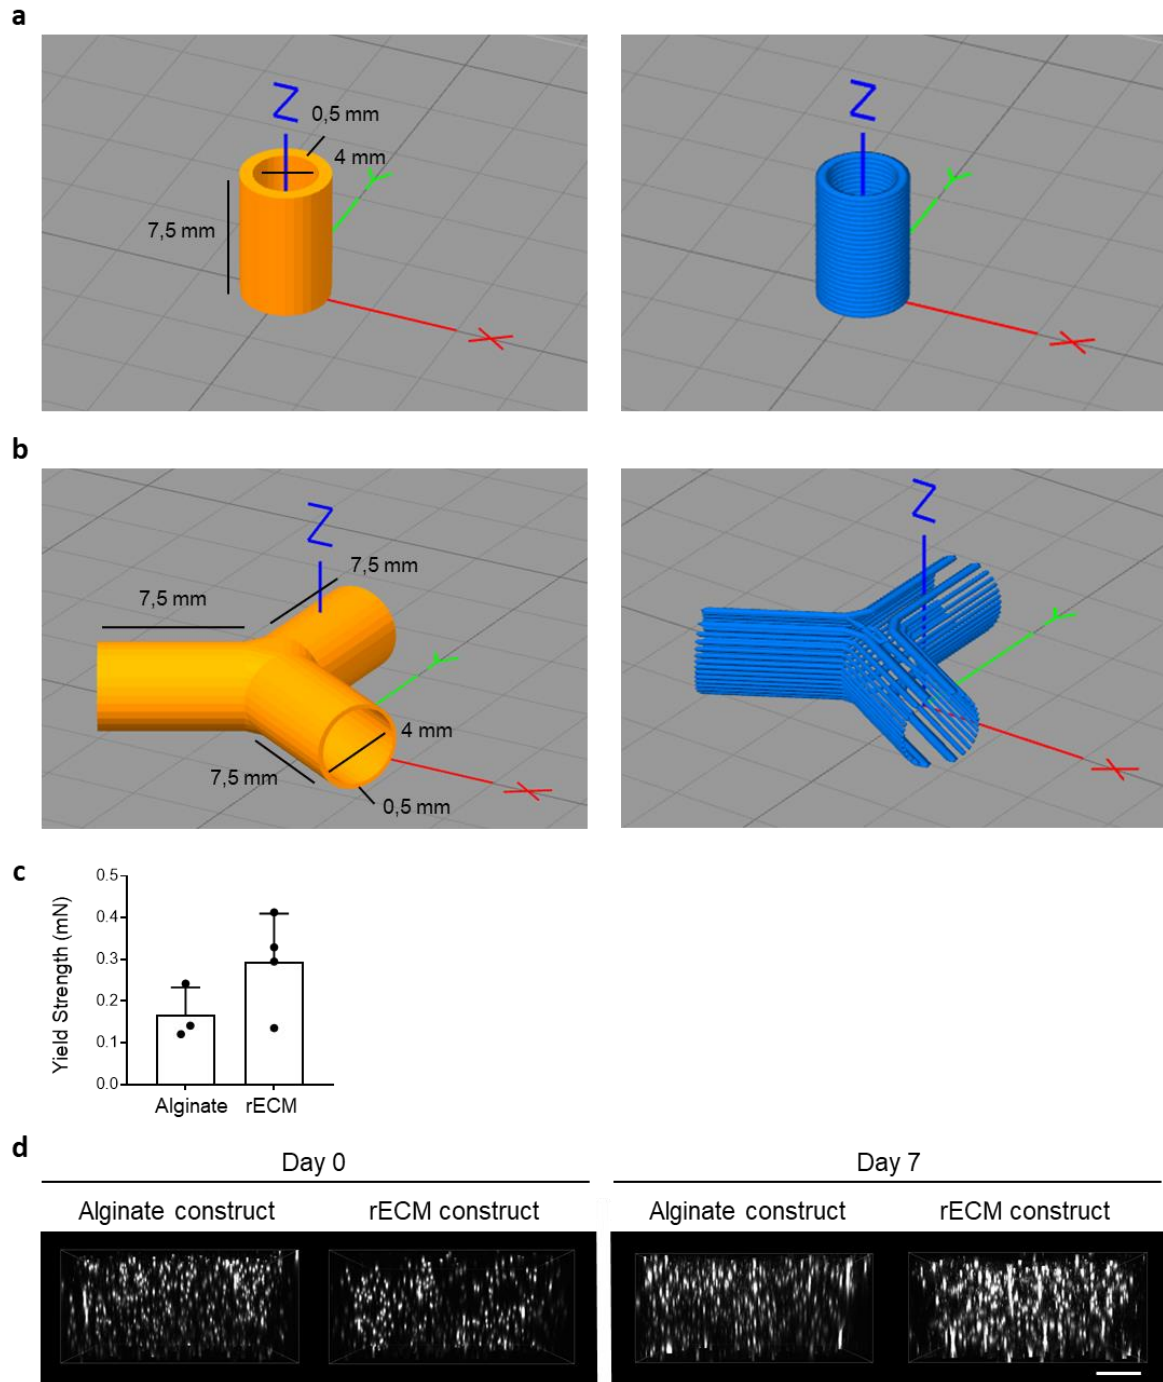 a
Z
0,5 mm
4 mm
Y
7,5 mm
X
Z
Y
X
b
Z
7,5 mm
7,5 mm
Y
4 mm
7,5 mm
X
0,5 mm
Z
Y
X
c
0.5
0.4
0.3
0.2
0.1
0.0
Yield Strength (mN)
Alginate rECM
d
Day 0 Day 7
Alginate construct rECM construct Alginate construct rECM construct